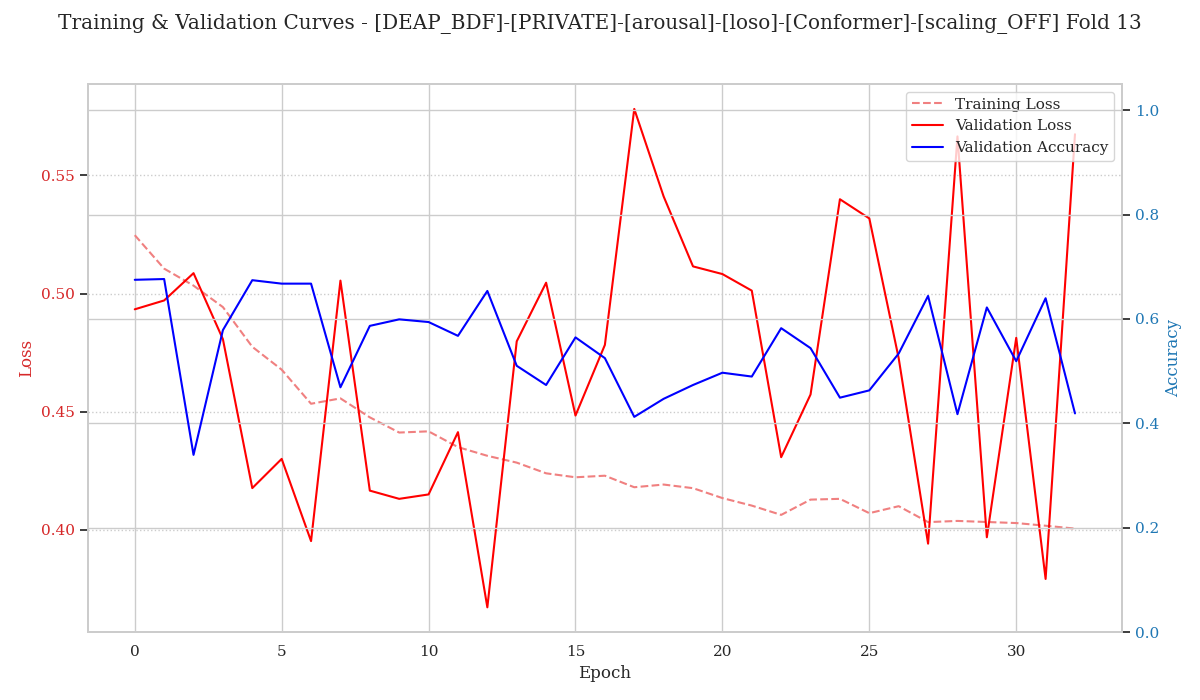 Training & Validation Curves - [DEAP_BDF]-[PRIVATE]-[arousal]-[loso]-[Conformer]-[scaling_OFF] Fold 13
Training Loss
Validation Loss
Validation Accuracy
Loss
0.55
0.50
0.45
0.40
1.0
0.8
0.6
0.4
0.2
0.0
Accuracy
0 5 10 15 20 25 30
Epoch